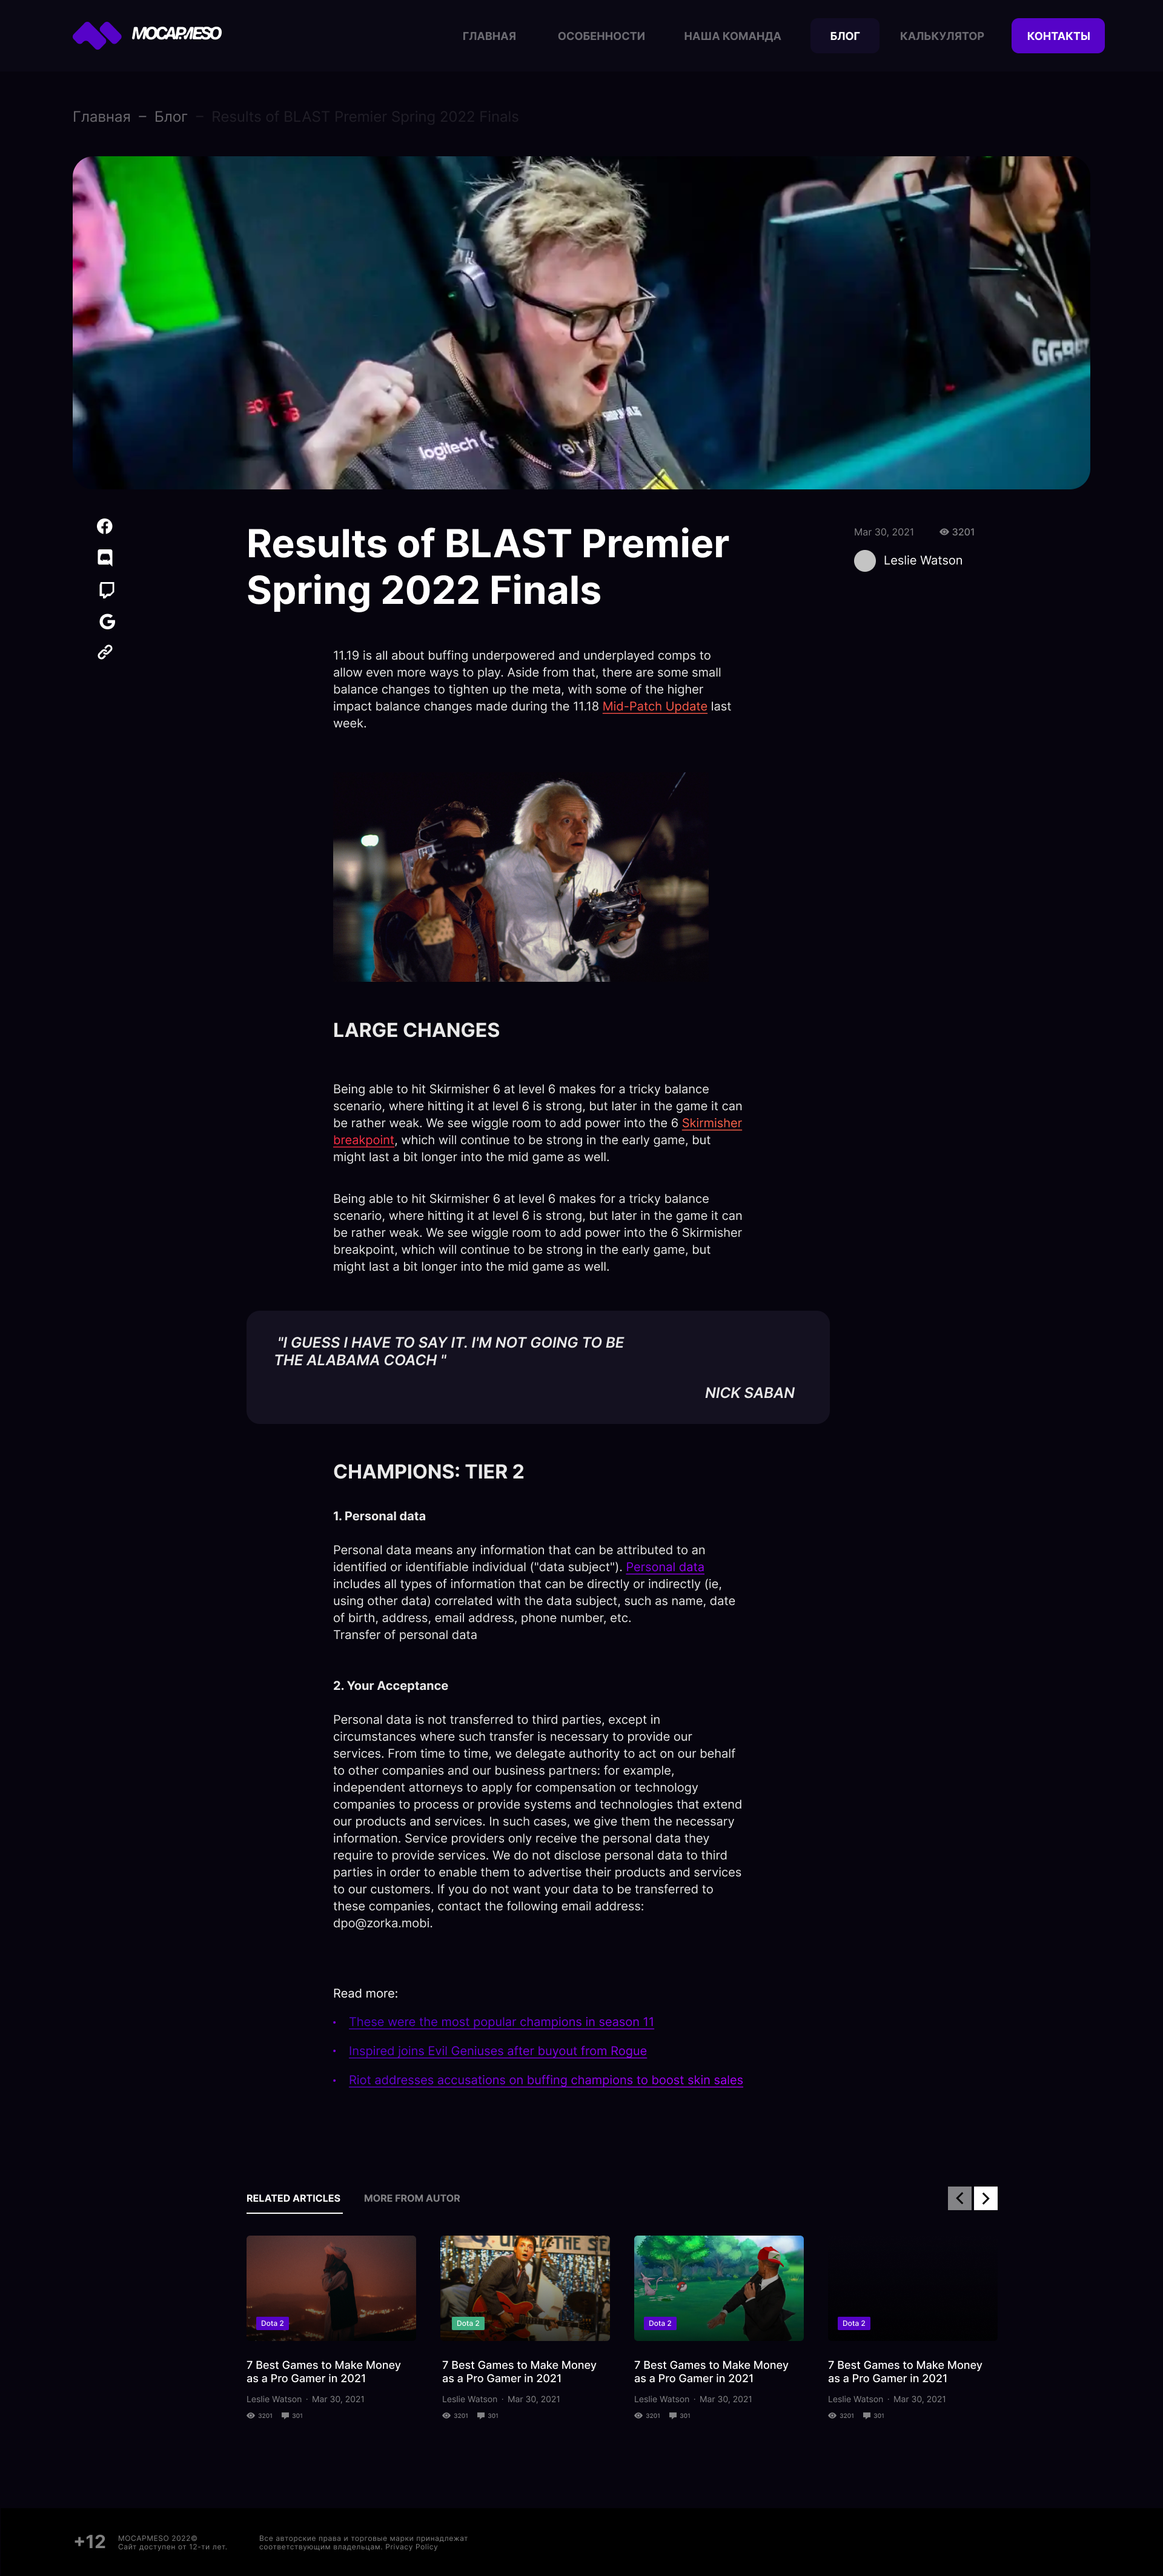 MOCAP.MESO
ГЛАВНАЯ
ОСОБЕННОСТИ
НАША КОМАНДА
БЛОГ
КАЛЬКУЛЯТОР
КОНТАКТЫ
Главная – Блог – Results of BLAST Premier Spring 2022 Finals
logitech
Results of BLAST Premier
Spring 2022 Finals
Mar 30, 2021 3201
Leslie Watson
11.19 is all about buffing underpowered and underplayed comps to
allow even more ways to play. Aside from that, there are some small
balance changes to tighten up the meta, with some of the higher
impact balance changes made during the 11.18 Mid-Patch Update last
week.
LARGE CHANGES
Being able to hit Skirmisher 6 at level 6 makes for a tricky balance
scenario, where hitting it at level 6 is strong, but later in the game it can
be rather weak. We see wiggle room to add power into the 6 Skirmisher
breakpoint, which will continue to be strong in the early game, but
might last a bit longer into the mid game as well.
Being able to hit Skirmisher 6 at level 6 makes for a tricky balance
scenario, where hitting it at level 6 is strong, but later in the game it can
be rather weak. We see wiggle room to add power into the 6 Skirmisher
breakpoint, which will continue to be strong in the early game, but
might last a bit longer into the mid game as well.
"I GUESS I HAVE TO SAY IT. I'M NOT GOING TO BE
THE ALABAMA COACH "
NICK SABAN
CHAMPIONS: TIER 2
1. Personal data
Personal data means any information that can be attributed to an
identified or identifiable individual ("data subject"). Personal data
includes all types of information that can be directly or indirectly (ie,
using other data) correlated with the data subject, such as name, date
of birth, address, email address, phone number, etc.
Transfer of personal data
2. Your Acceptance
Personal data is not transferred to third parties, except in
circumstances where such transfer is necessary to provide our
services. From time to time, we delegate authority to act on our behalf
to other companies and our business partners: for example,
independent attorneys to apply for compensation or technology
companies to process or provide systems and technologies that extend
our products and services. In such cases, we give them the necessary
information. Service providers only receive the personal data they
require to provide services. We do not disclose personal data to third
parties in order to enable them to advertise their products and services
to our customers. If you do not want your data to be transferred to
these companies, contact the following email address:
dpo@zorka.mobi.
Read more:
• These were the most popular champions in season 11
• Inspired joins Evil Geniuses after buyout from Rogue
• Riot addresses accusations on buffing champions to boost skin sales
RELATED ARTICLES
MORE FROM AUTOR
Dota 2
Dota 2
Dota 2
Dota 2
7 Best Games to Make Money
as a Pro Gamer in 2021
Leslie Watson · Mar 30, 2021
3201 301
7 Best Games to Make Money
as a Pro Gamer in 2021
Leslie Watson · Mar 30, 2021
3201 301
7 Best Games to Make Money
as a Pro Gamer in 2021
Leslie Watson · Mar 30, 2021
3201 301
7 Best Games to Make Money
as a Pro Gamer in 2021
Leslie Watson · Mar 30, 2021
3201 301
+12
MOCAPMESO 2022©
Сайт доступен от 12-ти лет.
Все авторские права и торговые марки принадлежат
соответствующим владельцам. Privacy Policy